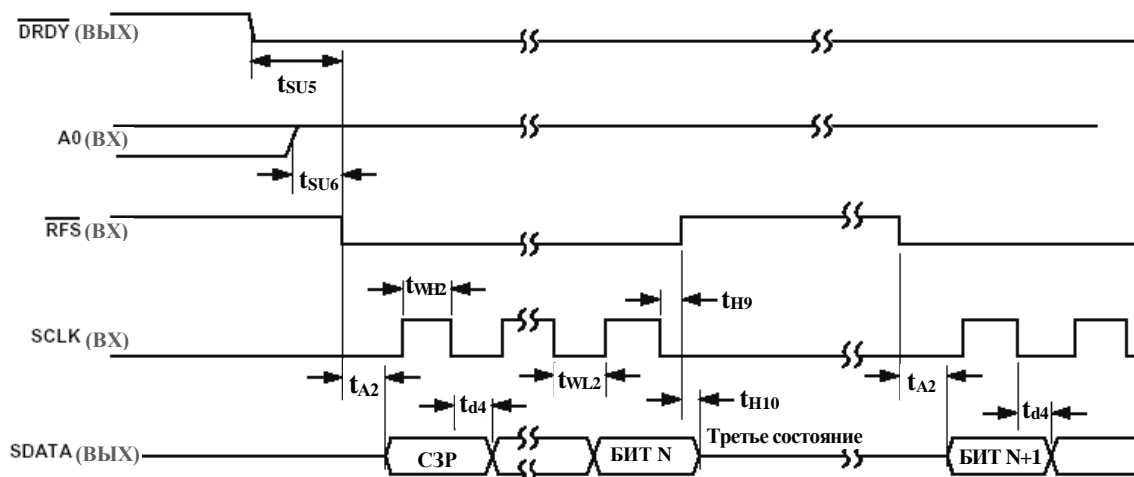 DRDY (ВЫХ)
tSU5
A0 (ВХ)
tSU6
RFS (ВХ)
tWH2
tH9
SCLK (ВХ)
tA2
tWL2
tA2
td4
tH10
td4
Третье состояние
SDATA (ВЫХ)
СЗР
БИТ N
БИТ N+1